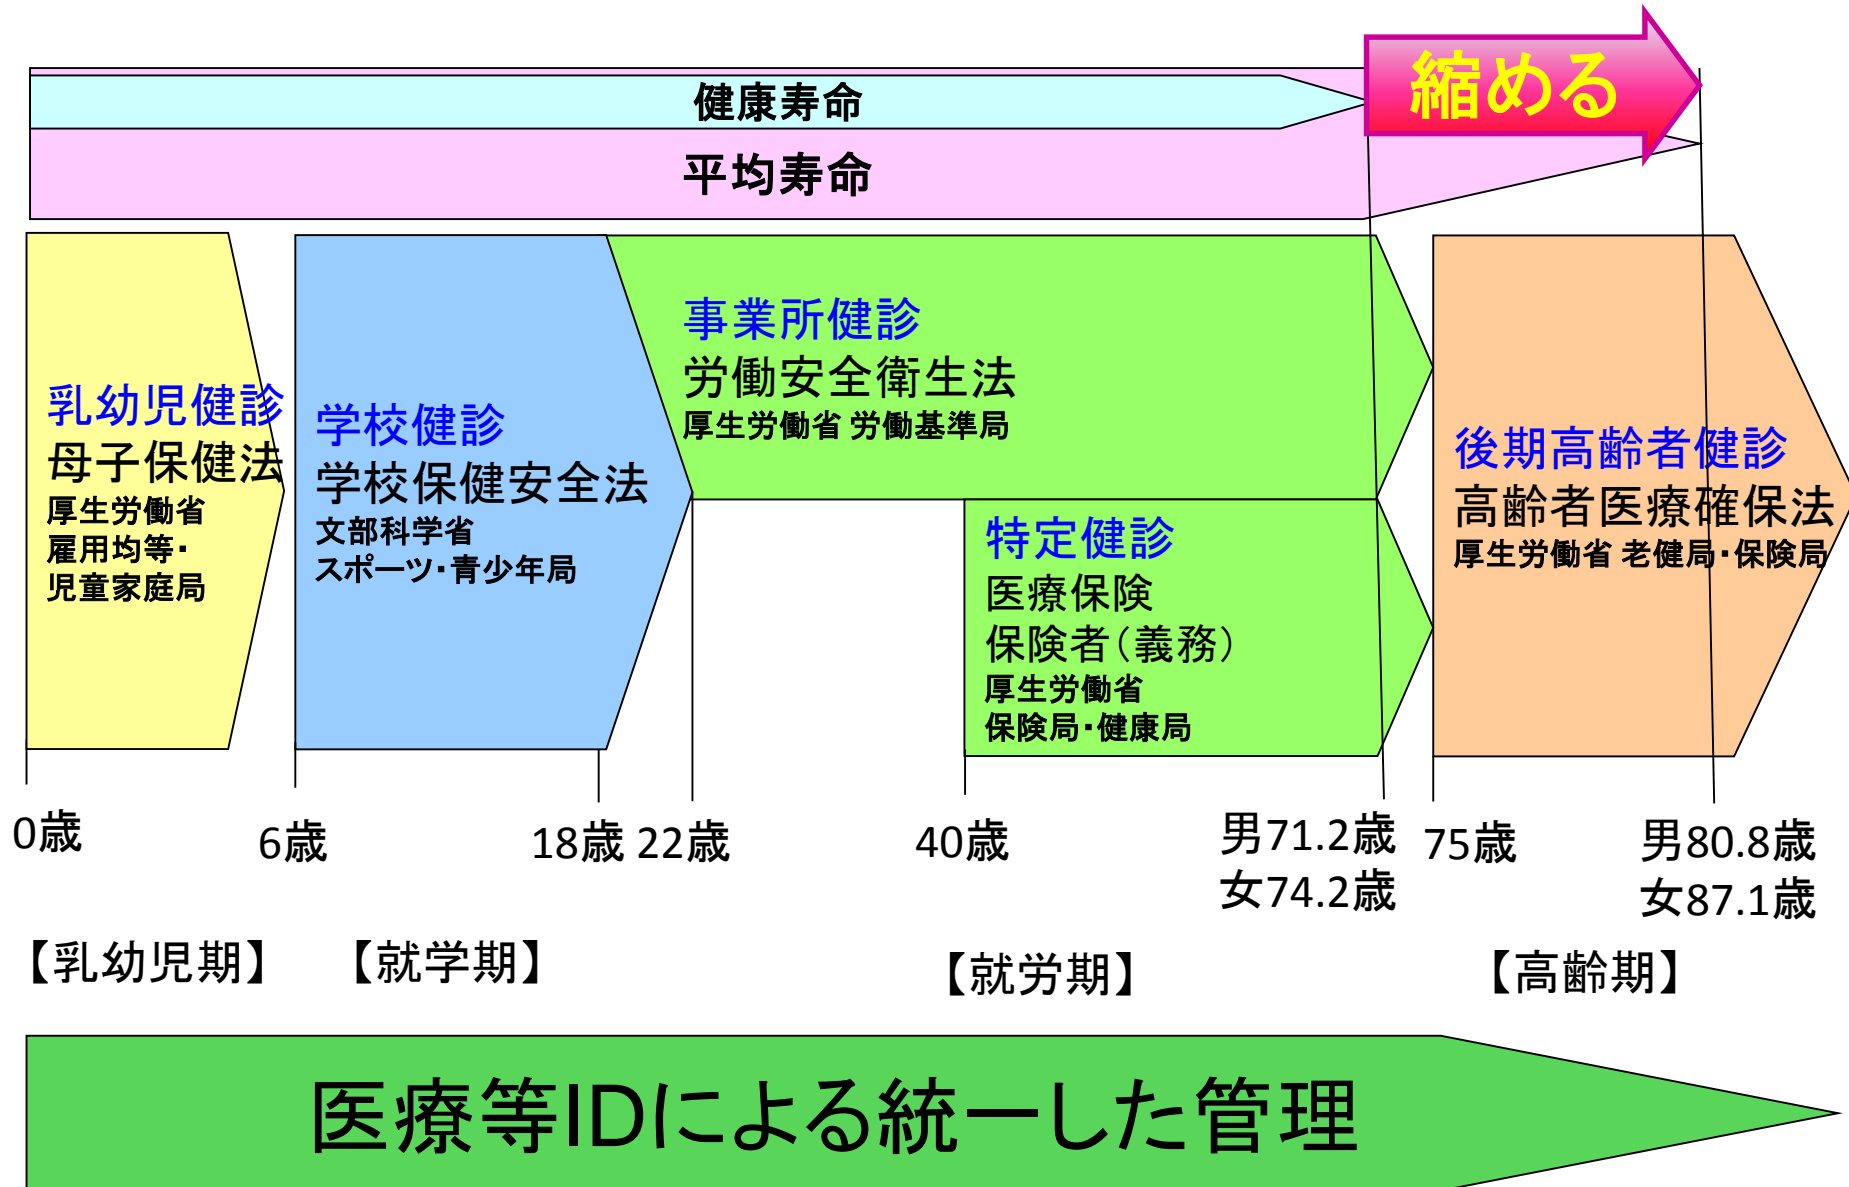 縮める
健康寿命
平均寿命
乳幼児健診
母子保健法
厚生労働省
雇用均等・
児童家庭局
学校健診
学校保健安全法
文部科学省
スポーツ・青少年局
事業所健診
労働安全衛生法
厚生労働省 労働基準局
特定健診
医療保険
保険者（義務）
厚生労働省
保険局・健康局
後期高齢者健診
高齢者医療確保法
厚生労働省 老健局・保険局
0歳
6歳
18歳
22歳
40歳
男71.2歳
女74.2歳
75歳
男80.8歳
女87.1歳
【乳幼児期】
【就学期】
【就労期】
【高齢期】
医療等IDによる統一した管理